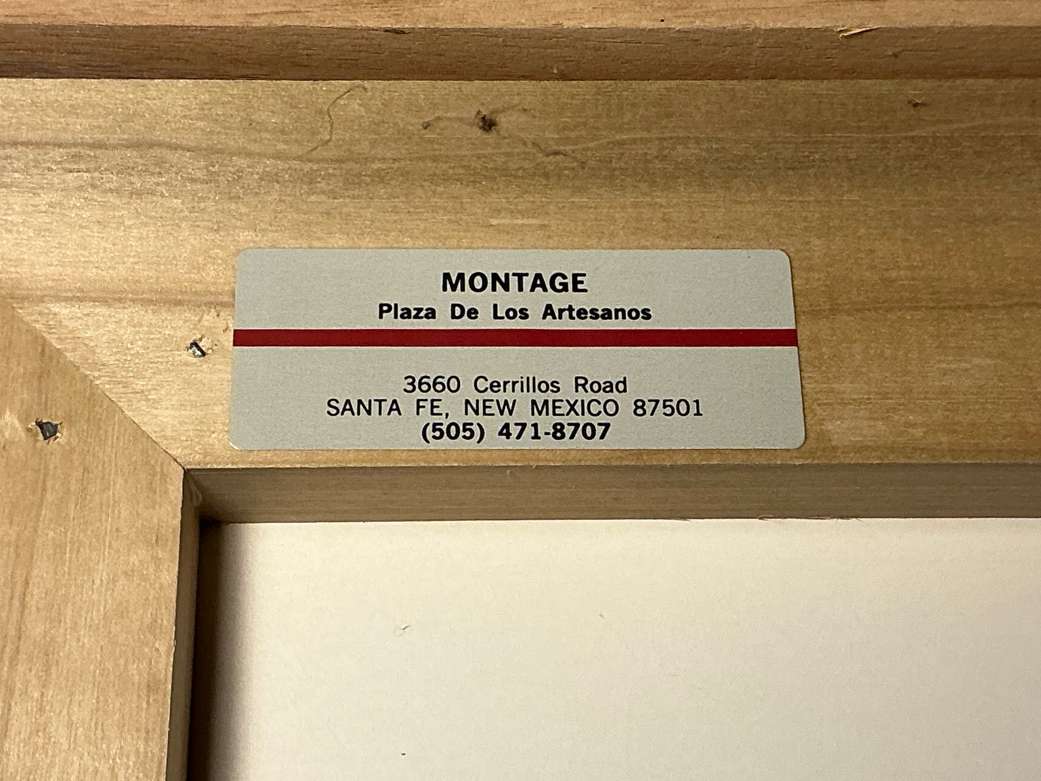 MONTAGE
Plaza De Los Artesanos
3660 Cerrillos Road
SANTA FE, NEW MEXICO 87501
(505) 471-8707